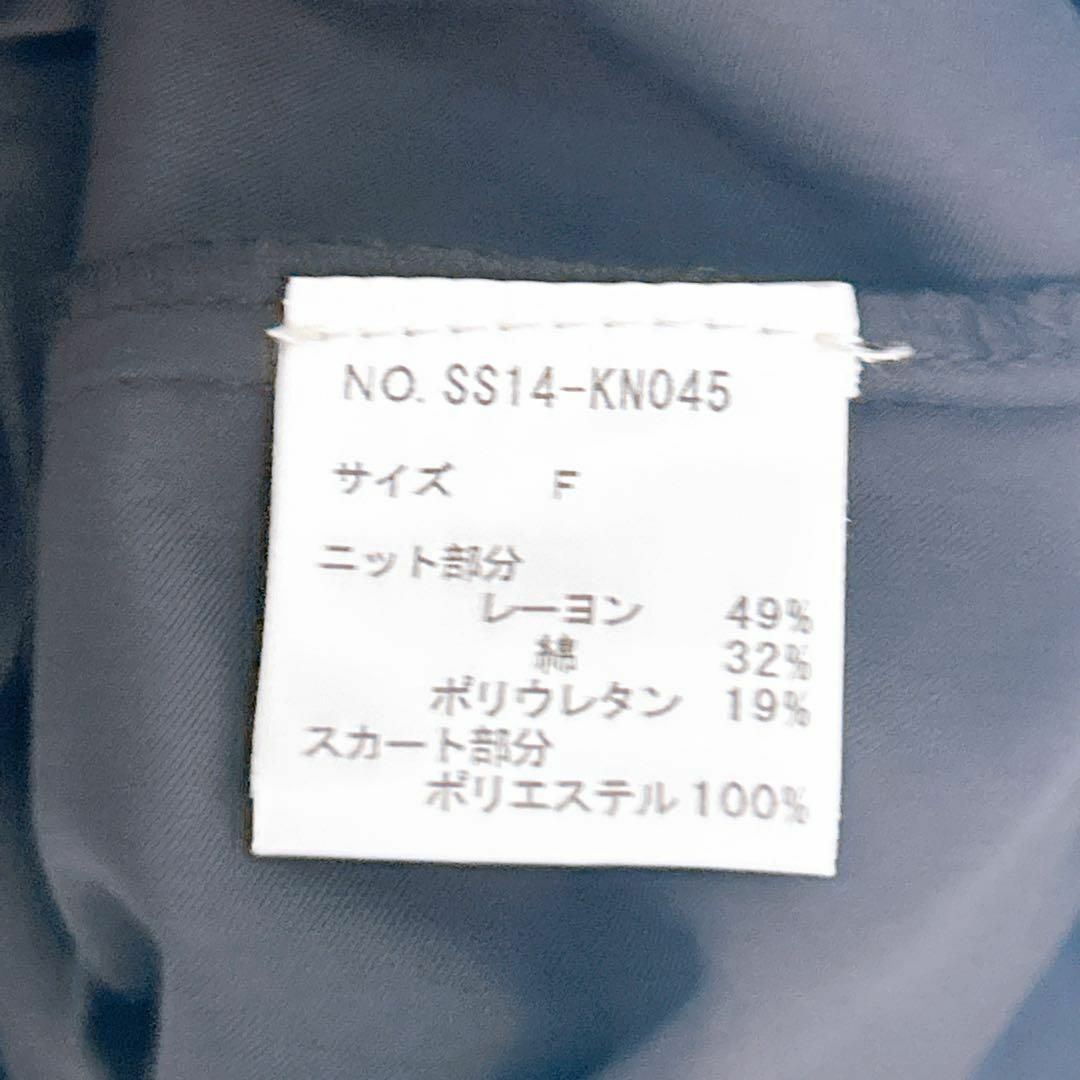 NO. SS14-KN045
サイズ F
ニット部分
レーヨン 49%
綿 32%
ポリウレタン 19%
スカート部分
ポリエステル 100%